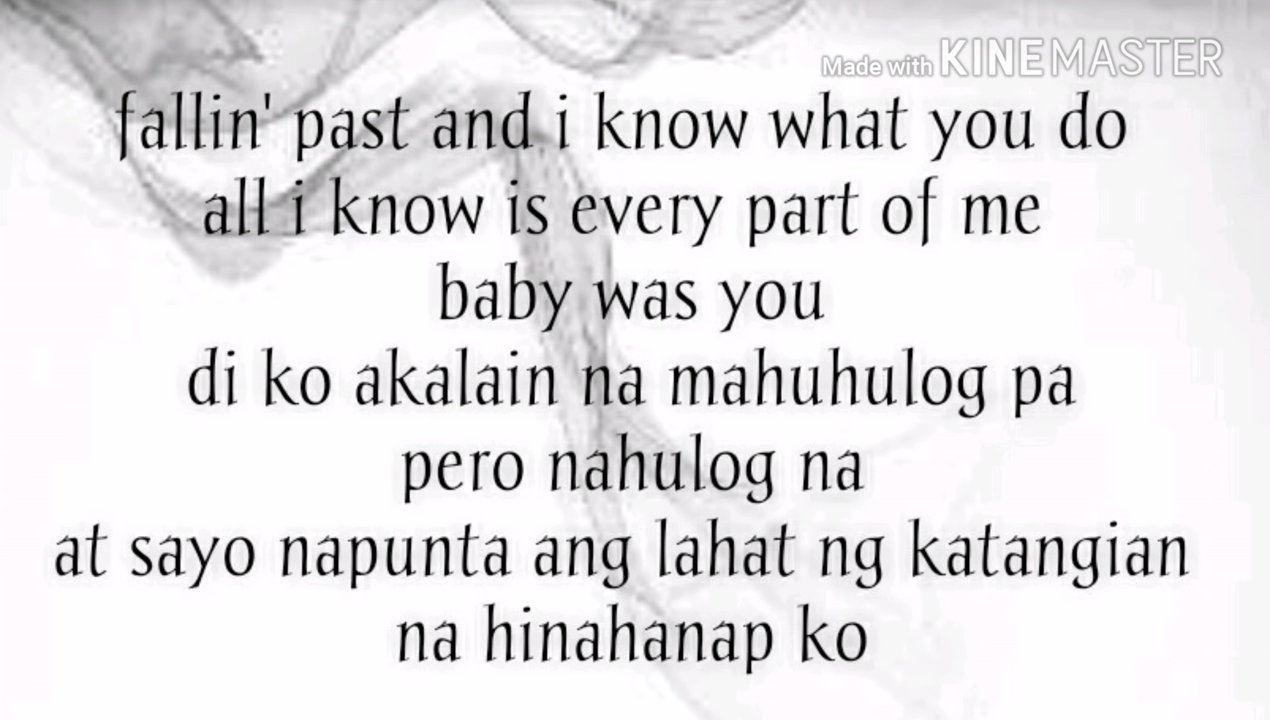 Made with KINEMASTER
fallin' past and i know what you do
all i know is every part of me
baby was you
di ko akalain na mahuhulog pa
pero nahulog na
at sayo napunta ang lahat ng katangian
na hinahanap ko